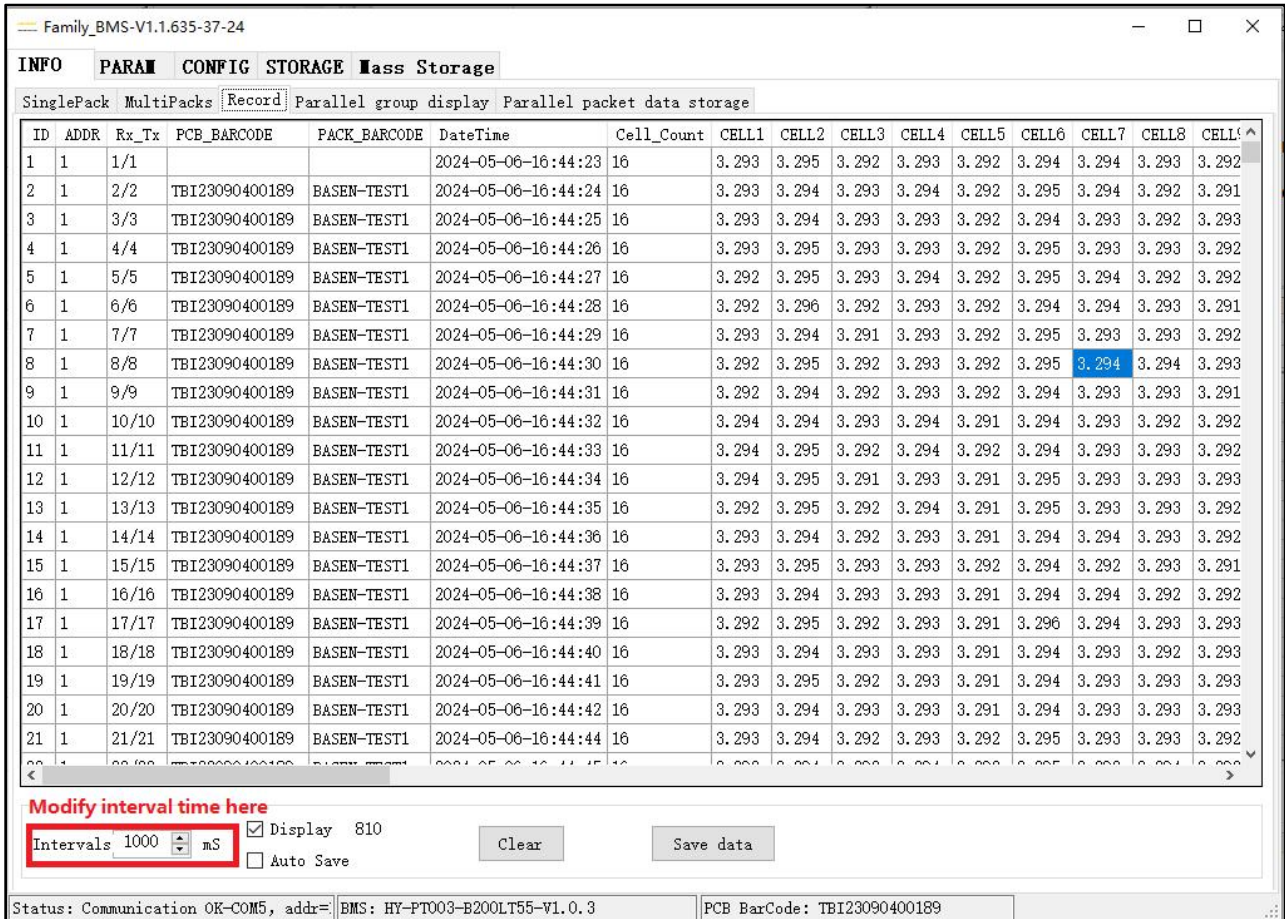 Family_BMS-V1.1.635-37-24
INFO PARAM CONFIG STORAGE Mass Storage
SinglePack MultiPacks Record Parallel group display Parallel packet data storage
ID ADDR Rx_Tx PCB_BARCODE PACK_BARCODE DateTime Cell_Count CELL1 CELL2 CELL3 CELL4 CELL5 CELL6 CELL7 CELL8 CELL9
1 1 1/1 2024-05-06-16:44:23 16 3.293 3.295 3.292 3.293 3.292 3.294 3.294 3.293 3.292
2 1 2/2 TBI23090400189 BASEN-TEST1 2024-05-06-16:44:24 16 3.293 3.294 3.293 3.294 3.292 3.295 3.294 3.292 3.291
3 1 3/3 TBI23090400189 BASEN-TEST1 2024-05-06-16:44:25 16 3.293 3.294 3.293 3.293 3.292 3.294 3.293 3.292 3.293
4 1 4/4 TBI23090400189 BASEN-TEST1 2024-05-06-16:44:26 16 3.293 3.295 3.293 3.293 3.292 3.295 3.293 3.293 3.292
5 1 5/5 TBI23090400189 BASEN-TEST1 2024-05-06-16:44:27 16 3.292 3.295 3.293 3.294 3.292 3.295 3.294 3.292 3.292
6 1 6/6 TBI23090400189 BASEN-TEST1 2024-05-06-16:44:28 16 3.292 3.296 3.292 3.293 3.292 3.294 3.294 3.293 3.291
7 1 7/7 TBI23090400189 BASEN-TEST1 2024-05-06-16:44:29 16 3.293 3.294 3.291 3.293 3.292 3.295 3.293 3.293 3.292
8 1 8/8 TBI23090400189 BASEN-TEST1 2024-05-06-16:44:30 16 3.292 3.295 3.292 3.293 3.292 3.295 3.294 3.294 3.293
9 1 9/9 TBI23090400189 BASEN-TEST1 2024-05-06-16:44:31 16 3.292 3.294 3.292 3.293 3.292 3.294 3.293 3.293 3.291
10 1 10/10 TBI23090400189 BASEN-TEST1 2024-05-06-16:44:32 16 3.294 3.294 3.293 3.294 3.291 3.294 3.293 3.292 3.292
11 1 11/11 TBI23090400189 BASEN-TEST1 2024-05-06-16:44:33 16 3.294 3.295 3.292 3.294 3.292 3.294 3.293 3.293 3.292
12 1 12/12 TBI23090400189 BASEN-TEST1 2024-05-06-16:44:34 16 3.294 3.295 3.291 3.293 3.291 3.295 3.293 3.293 3.293
13 1 13/13 TBI23090400189 BASEN-TEST1 2024-05-06-16:44:35 16 3.292 3.295 3.292 3.294 3.291 3.295 3.293 3.293 3.292
14 1 14/14 TBI23090400189 BASEN-TEST1 2024-05-06-16:44:36 16 3.293 3.294 3.292 3.293 3.291 3.294 3.294 3.293 3.292
15 1 15/15 TBI23090400189 BASEN-TEST1 2024-05-06-16:44:37 16 3.293 3.295 3.293 3.293 3.292 3.294 3.292 3.293 3.291
16 1 16/16 TBI23090400189 BASEN-TEST1 2024-05-06-16:44:38 16 3.293 3.294 3.293 3.293 3.291 3.294 3.294 3.292 3.292
17 1 17/17 TBI23090400189 BASEN-TEST1 2024-05-06-16:44:39 16 3.292 3.295 3.292 3.293 3.291 3.296 3.294 3.293 3.293
18 1 18/18 TBI23090400189 BASEN-TEST1 2024-05-06-16:44:40 16 3.293 3.294 3.293 3.293 3.291 3.294 3.293 3.292 3.293
19 1 19/19 TBI23090400189 BASEN-TEST1 2024-05-06-16:44:41 16 3.293 3.295 3.292 3.293 3.291 3.294 3.293 3.293 3.293
20 1 20/20 TBI23090400189 BASEN-TEST1 2024-05-06-16:44:42 16 3.293 3.294 3.293 3.293 3.291 3.294 3.293 3.293 3.293
21 1 21/21 TBI23090400189 BASEN-TEST1 2024-05-06-16:44:44 16 3.293 3.294 3.292 3.293 3.292 3.295 3.293 3.293 3.292
Modify interval time here
Intervals 1000 mS
Display 810
Auto Save
Clear
Save data
Status: Communication OK-COM5, addr= BMS: HY-PT003-B200LT55-V1.0.3 PCB BarCode: TBI23090400189